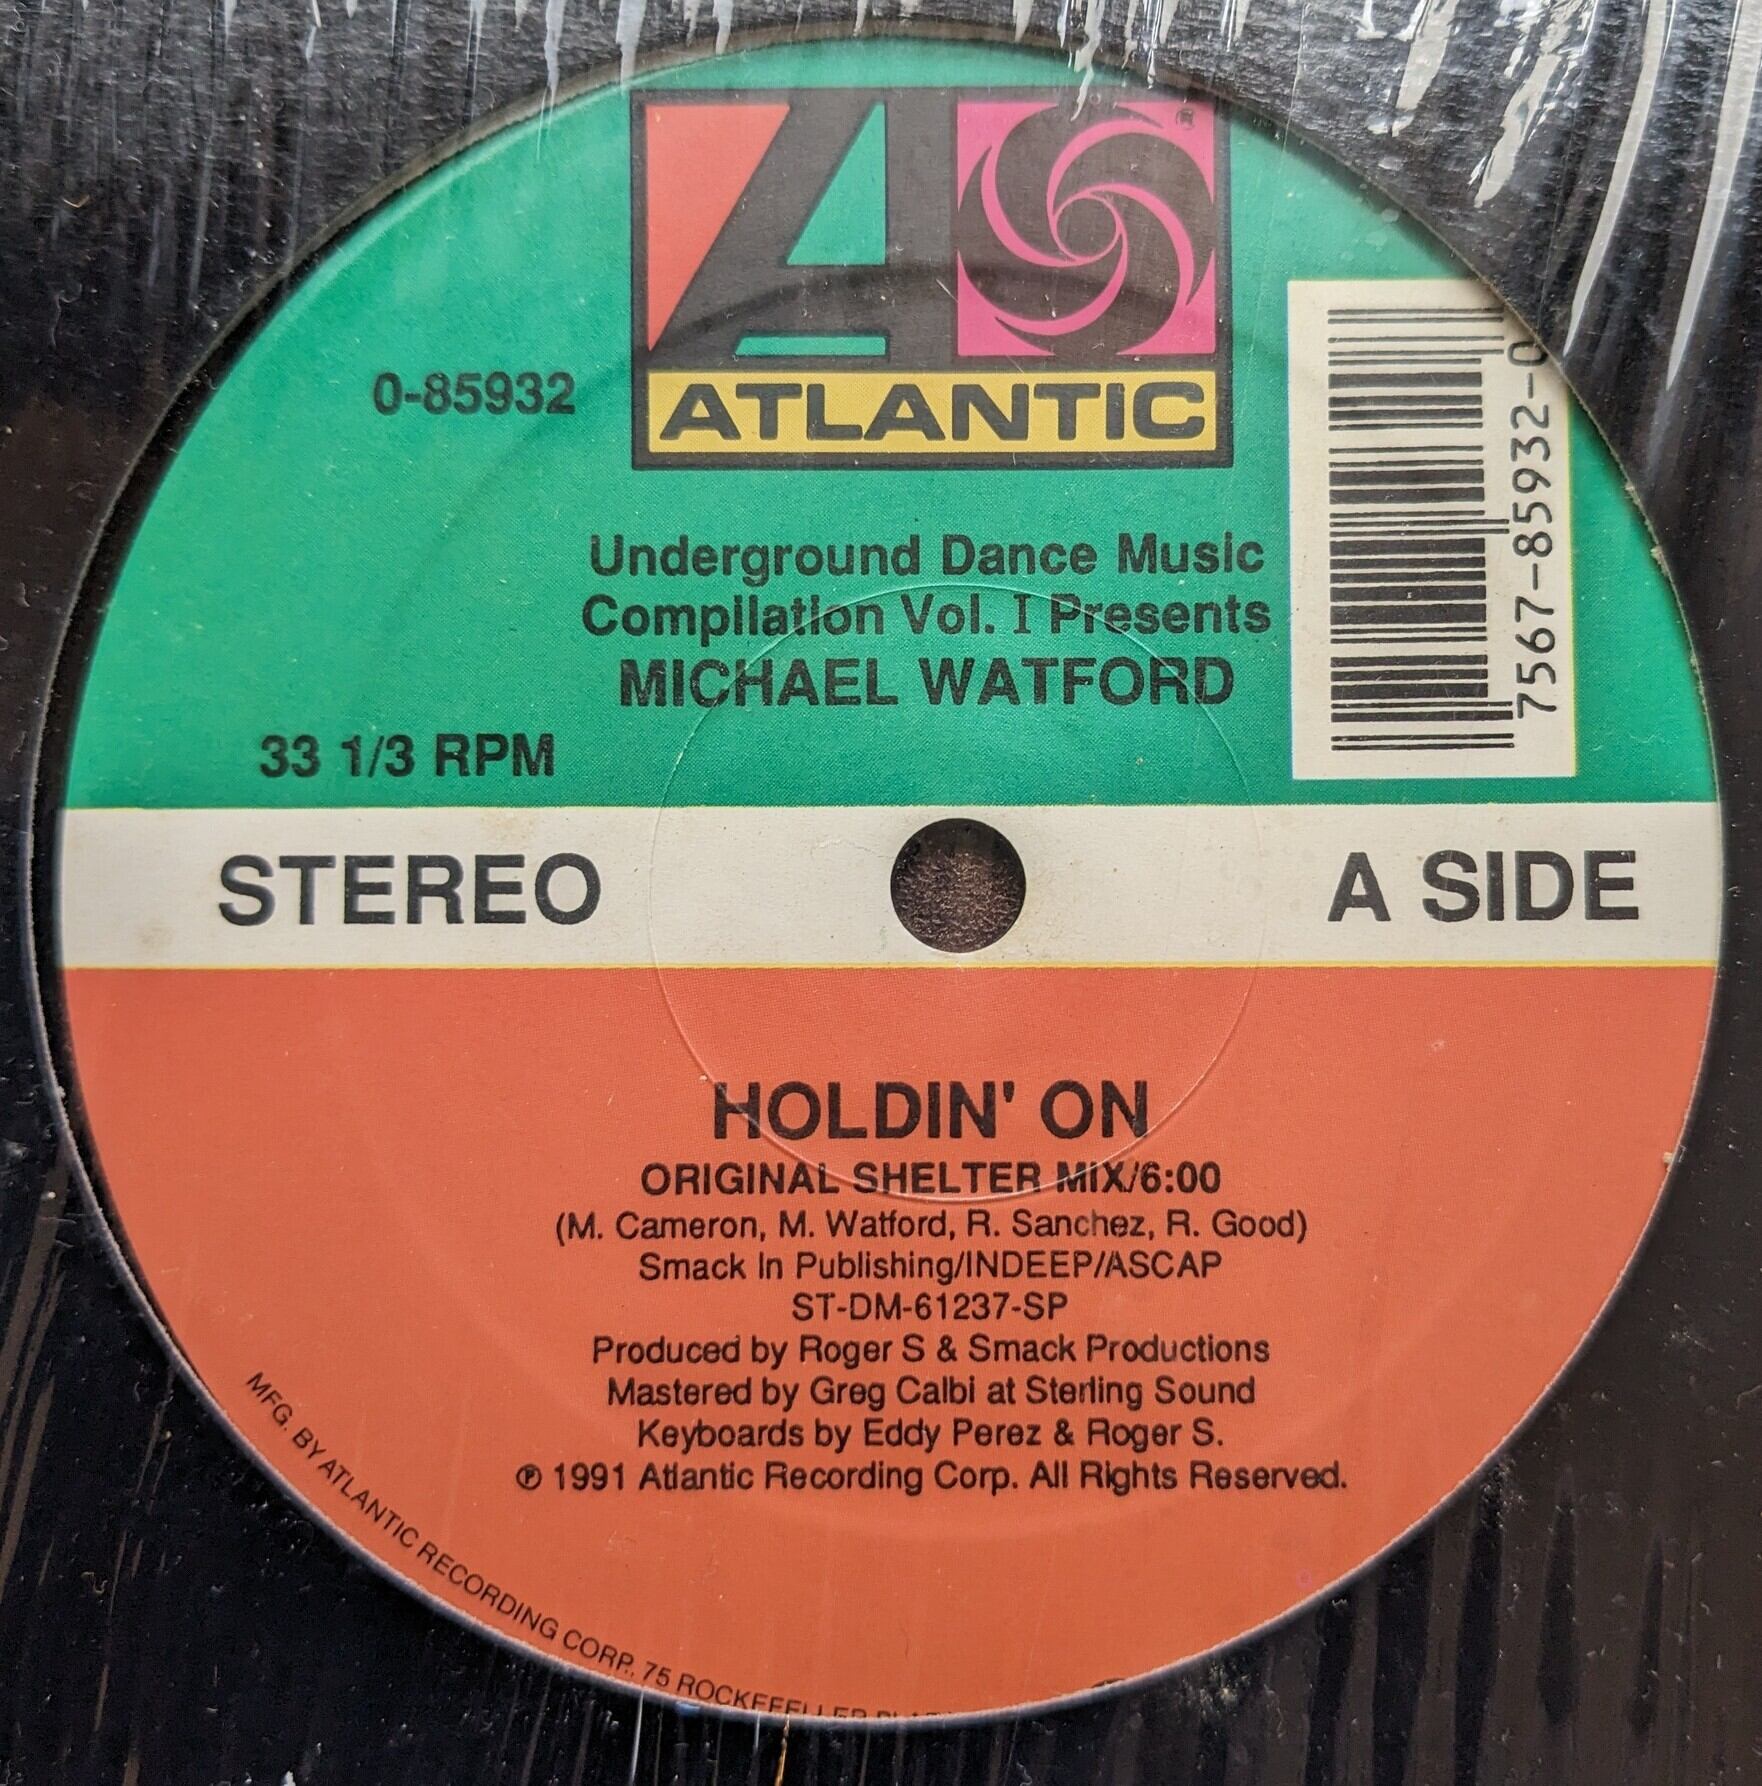 ATLANTIC
0-85932
7567-85932-0
Underground Dance Music
Compilation Vol. I Presents
MICHAEL WATFORD
33 1/3 RPM
STEREO
A SIDE
HOLDIN' ON
ORIGINAL SHELTER MIX/6:00
(M. Cameron, M. Watford, R. Sanchez, R. Good)
Smack In Publishing/INDEEP/ASCAP
ST-DM-61237-SP
Produced by Roger S & Smack Productions
Mastered by Greg Calbi at Sterling Sound
Keyboards by Eddy Perez & Roger S.
℗ 1991 Atlantic Recording Corp. All Rights Reserved.
MFG. BY ATLANTIC RECORDING CORP., 75 ROCKEFELLER